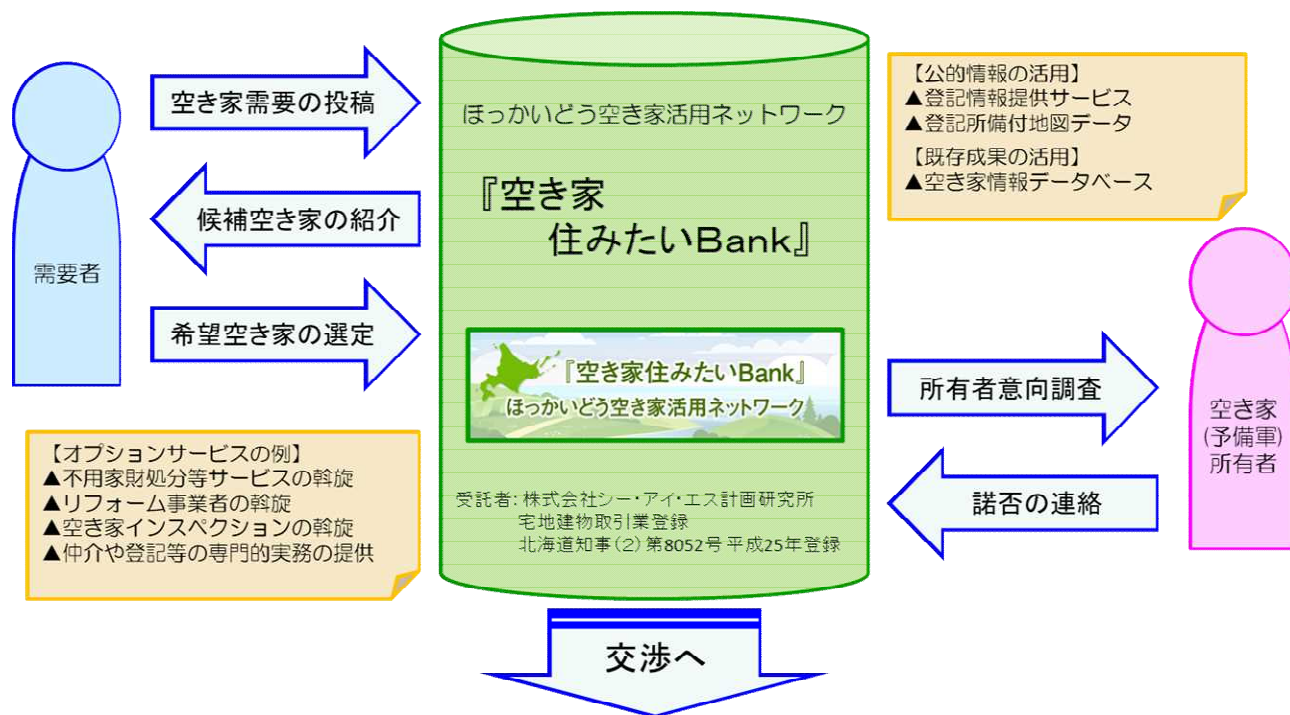 空き家需要の投稿
候補空き家の紹介
希望空き家の選定
需要者
【オプションサービスの例】
▲不用家財処分等サービスの斡旋
▲リフォーム事業者の斡旋
▲空き家インスペクションの斡旋
▲仲介や登記等の専門的実務の提供
ほっかいどう空き家活用ネットワーク
『空き家
住みたいBank』
『空き家住みたいBank』
ほっかいどう空き家活用ネットワーク
受託者：株式会社シー・アイ・エス計画研究所
宅地建物取引業登録
北海道知事（2）第8052号 平成25年登録
【公的情報の活用】
▲登記情報提供サービス
▲登記所備付地図データ
【既存成果の活用】
▲空き家情報データベース
所有者意向調査
諾否の連絡
空き家
(予備軍)
所有者
交渉へ